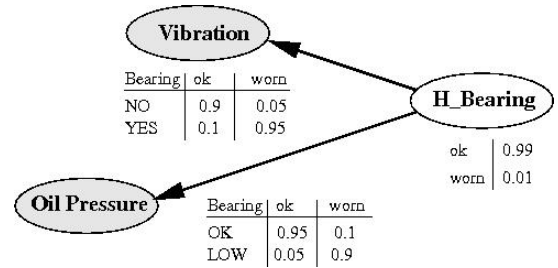 Vibration
Bearing ok worn
NO 0.9 0.05
YES 0.1 0.95
H_Bearing
ok 0.99
worn 0.01
Oil Pressure
Bearing ok worn
OK 0.95 0.1
LOW 0.05 0.9